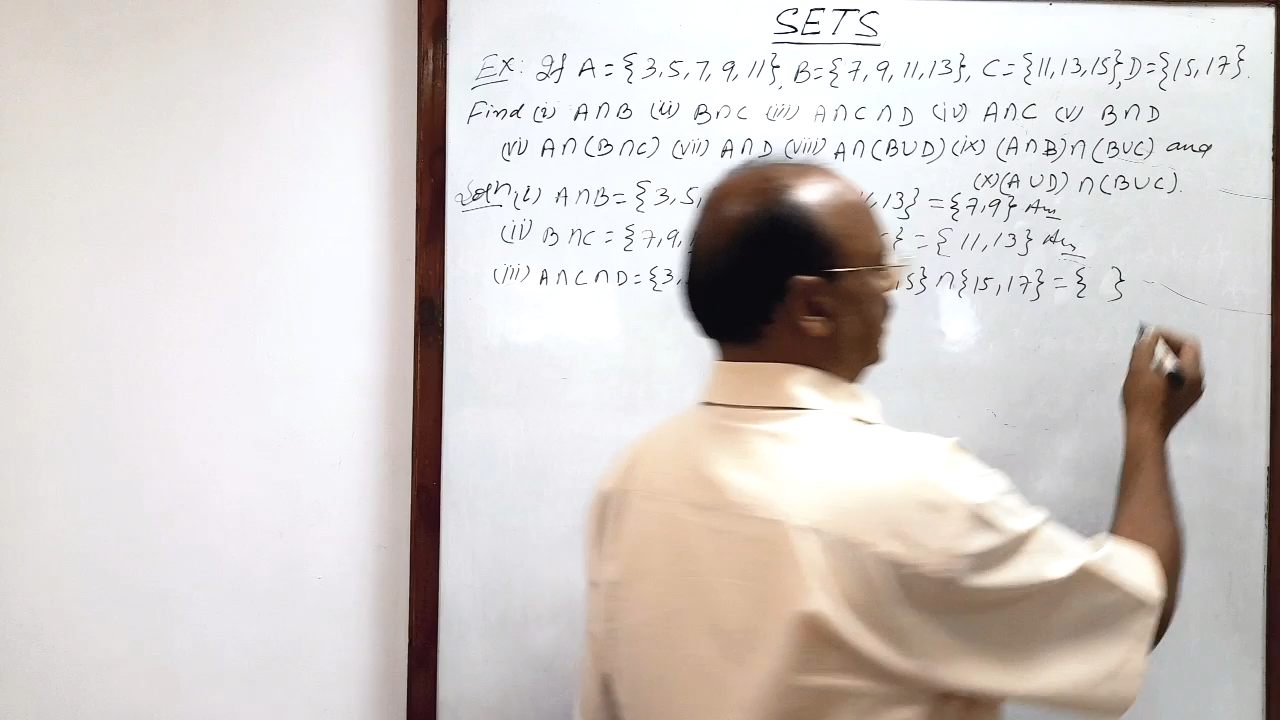 SETS
Ex: If A = {3, 5, 7, 9, 11}, B = {7, 9, 11, 13}, C = {11, 13, 15}, D = {15, 17}.
Find (i) A∩B (ii) B∩C (iii) A∩C∩D (iv) A∩C (v) B∩D
(vi) A∩(B∩C) (vii) A∩D (viii) A∩(B∪D) (ix) (A∩B)∩(B∪C) and
(x) (A∪D)∩(B∪C).
Soln (i) A∩B = {3, 5, 11, 13} = {7, 9} Ans
(ii) B∩C = {7, 9, } = {11, 13} Ans
(iii) A∩C∩D = {3, 15} ∩ {15, 17} = { }